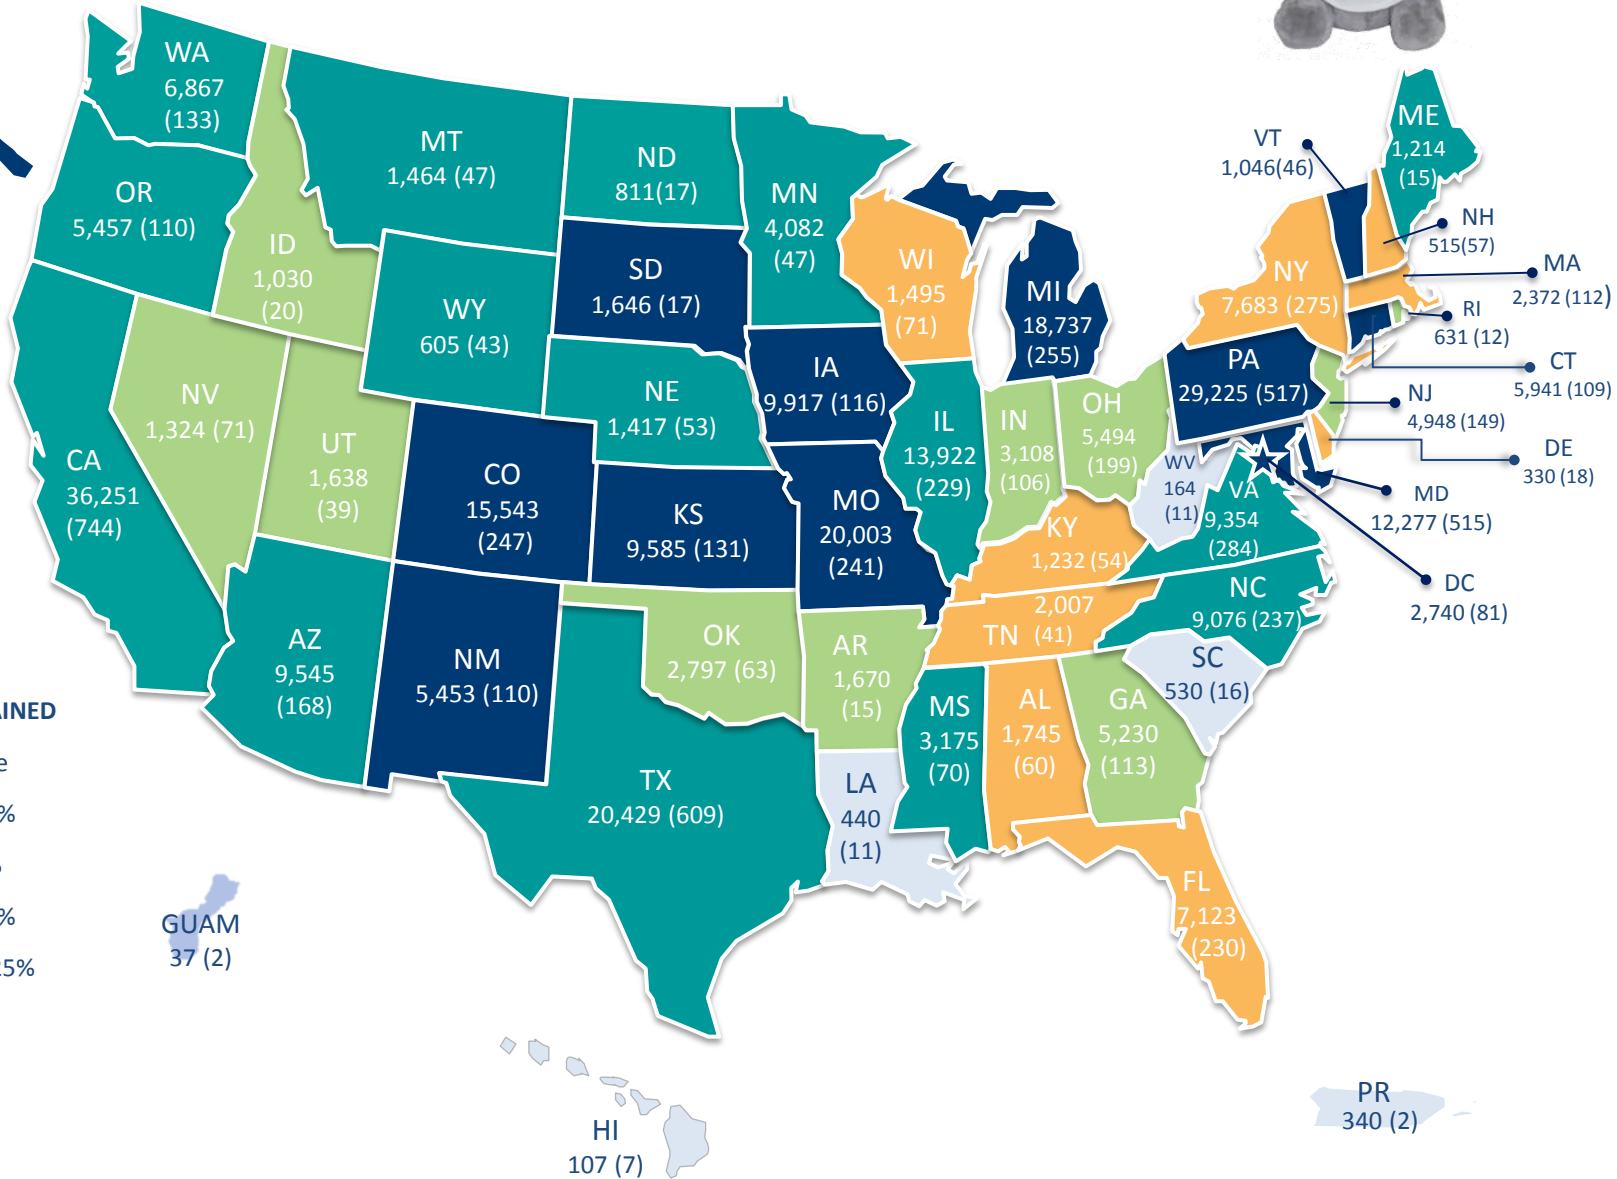 WA
6,867
(133)
OR
5,457 (110)
CA
36,251
(744)
ID
1,030
(20)
NV
1,324 (71)
UT
1,638
(39)
AZ
9,545
(168)
MT
1,464 (47)
WY
605 (43)
CO
15,543
(247)
NM
5,453 (110)
ND
811(17)
SD
1,646 (17)
NE
1,417 (53)
KS
9,585 (131)
OK
2,797 (63)
TX
20,429 (609)
MN
4,082
(47)
IA
9,917 (116)
MO
20,003
(241)
AR
1,670
(15)
LA
440
(11)
WI
1,495
(71)
IL
13,922
(229)
MS
3,175
(70)
MI
18,737
(255)
IN
3,108
(106)
OH
5,494
(199)
KY
1,232 (54)
TN
2,007
(41)
AL
1,745
(60)
GA
5,230
(113)
FL
7,123
(230)
SC
530 (16)
NC
9,076 (237)
VA
9,354
(284)
WV
164
(11)
PA
29,225 (517)
NY
7,683 (275)
VT
1,046(46)
ME
1,214
(15)
NH
515(57)
MA
2,372 (112)
RI
631 (12)
CT
5,941 (109)
NJ
4,948 (149)
DE
330 (18)
MD
12,277 (515)
DC
2,740 (81)
AINED
e
%
%
25%
GUAM
37 (2)
HI
107 (7)
PR
340 (2)